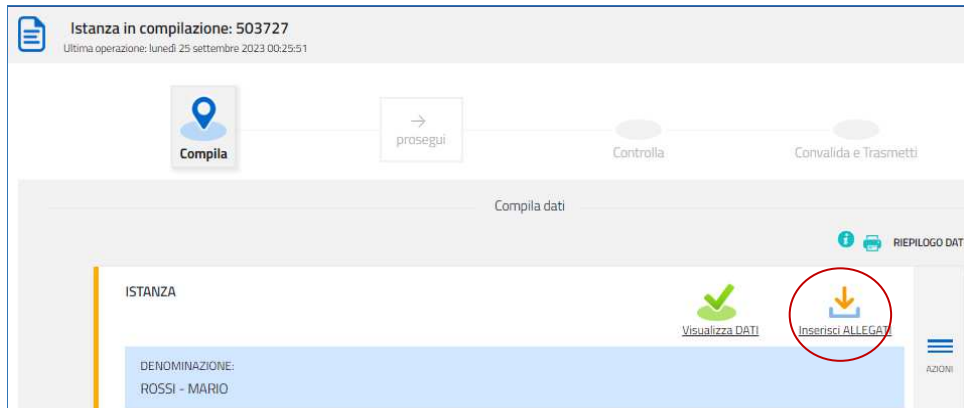 Istanza in compilazione: 503727
Ultima operazione: lunedì 25 settembre 2023 00:25:51
prosegui
Compila
Controlla
Convalida e Trasmetti
Compila dati
RIEPILOGO DAT
ISTANZA
Visualizza DATI
Inserisci ALLEGATI
AZIONI
DENOMINAZIONE:
ROSSI - MARIO